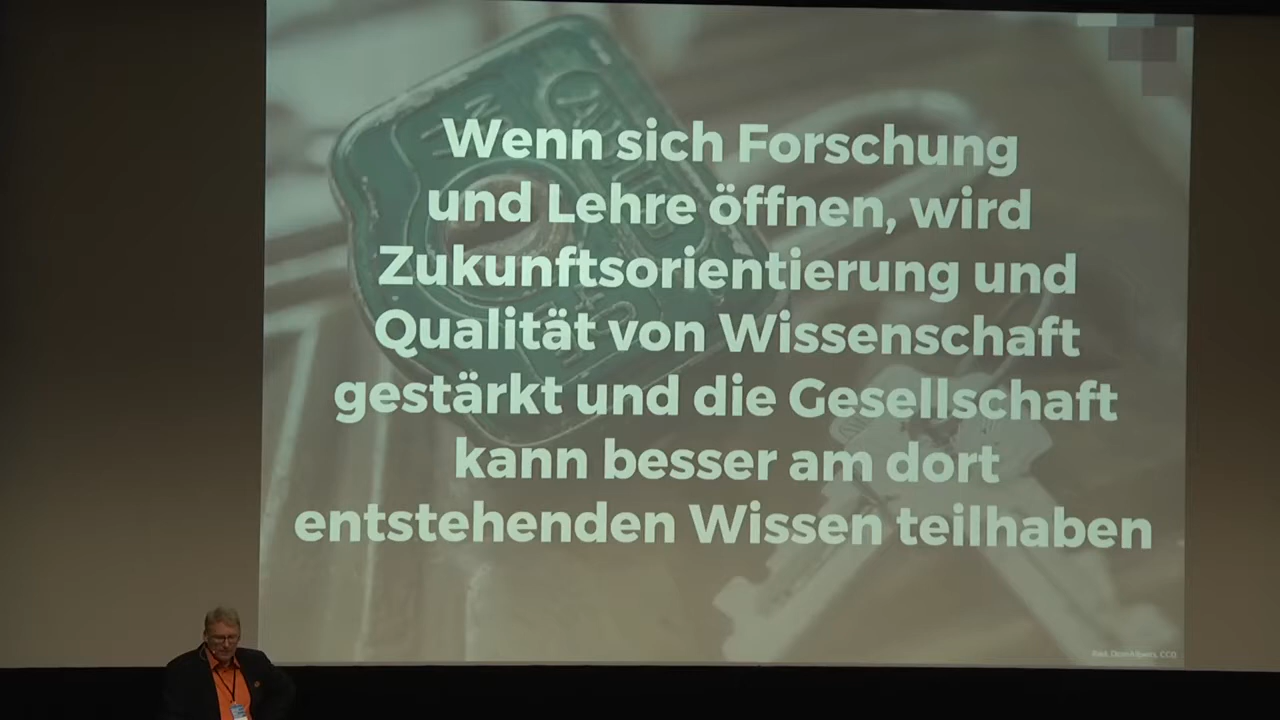 Wenn sich Forschung
und Lehre öffnen, wird
Zukunftsorientierung und
Qualität von Wissenschaft
gestärkt und die Gesellschaft
kann besser am dort
entstehenden Wissen teilhaben
CC0